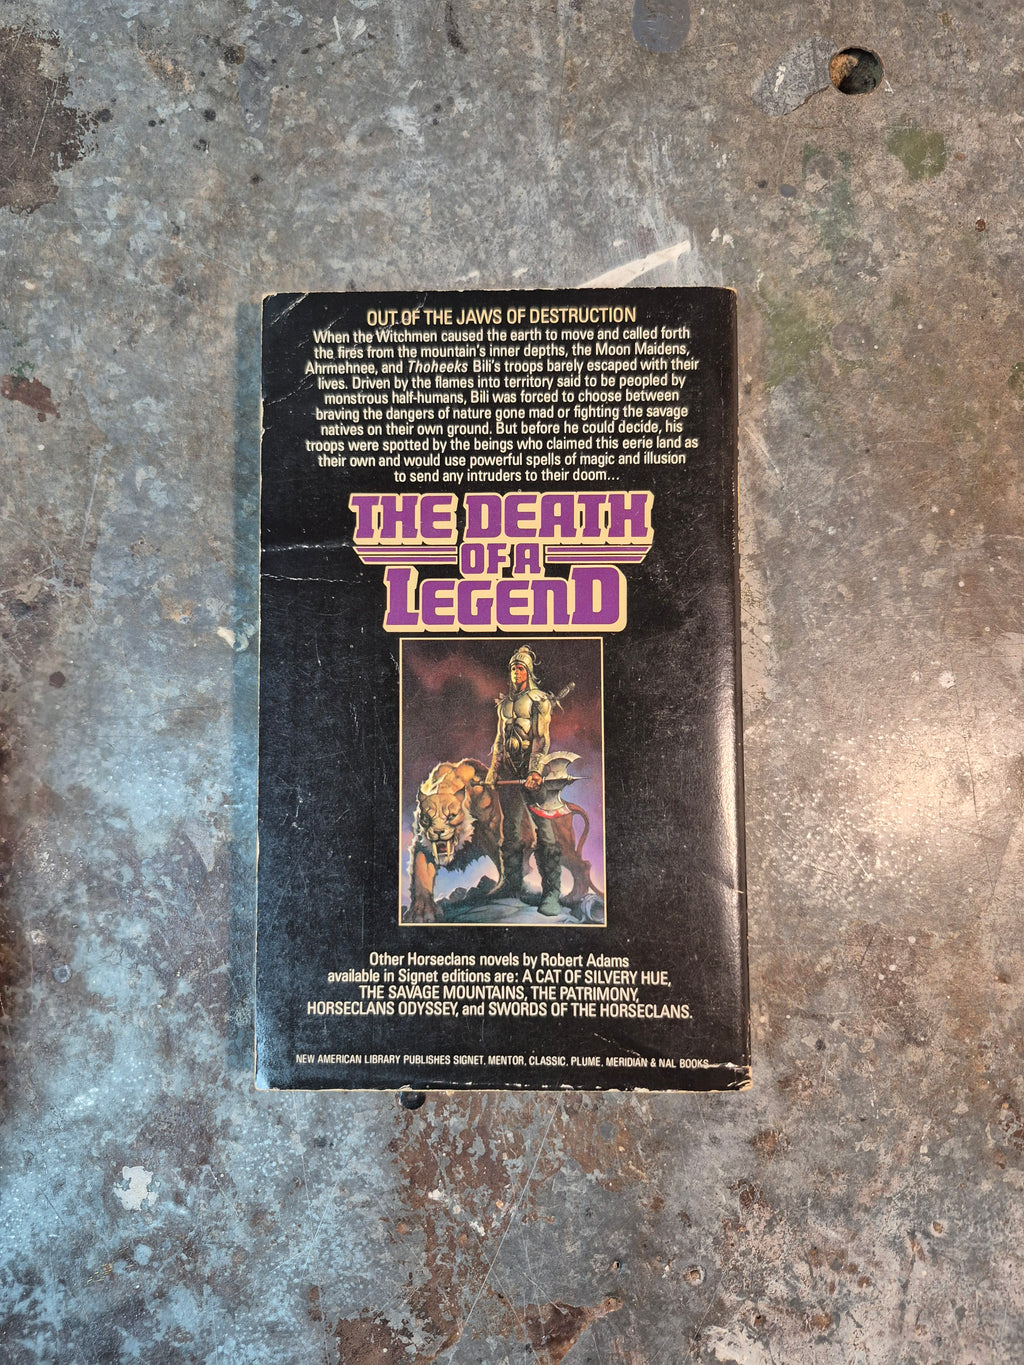 OUT OF THE JAWS OF DESTRUCTION
When the Witchmen caused the earth to move and called forth
the fires from the mountain's inner depths, the Moon Maidens,
Ahrmehnee, and Thoheeks Bili's troops barely escaped with their
lives. Driven by the flames into territory said to be peopled by
monstrous half-humans, Bili was forced to choose between
braving the dangers of nature gone mad or fighting the savage
natives on their own ground. But before he could decide, his
troops were spotted by the beings who claimed this eerie land as
their own and would use powerful spells of magic and illusion
to send any intruders to their doom...
THE DEATH
OF A
LEGEND
Other Horseclans novels by Robert Adams
available in Signet editions are: A CAT OF SILVERY HUE,
THE SAVAGE MOUNTAINS, THE PATRIMONY,
HORSECLANS ODYSSEY, and SWORDS OF THE HORSECLANS.
NEW AMERICAN LIBRARY PUBLISHES SIGNET, MENTOR, CLASSIC, PLUME, MERIDIAN & NAL BOOKS